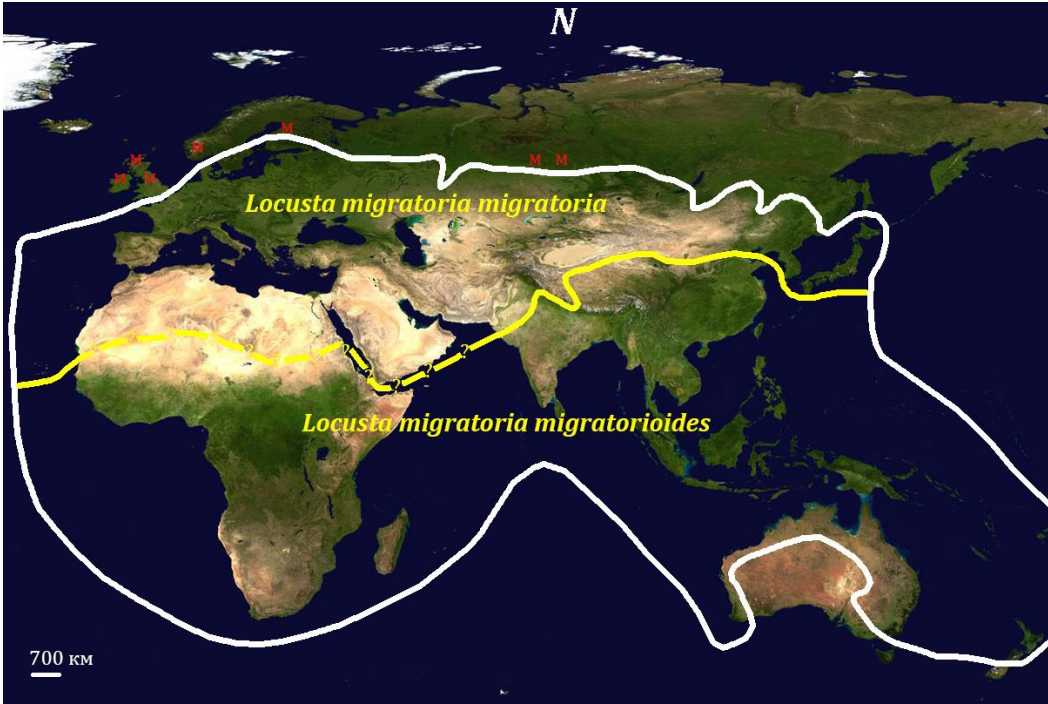 N
M
M
M
M M
M M
Locusta migratoria migratoria
? ? ? ? ?
? ?
? ?
Locusta migratoria migratorioides
700 км